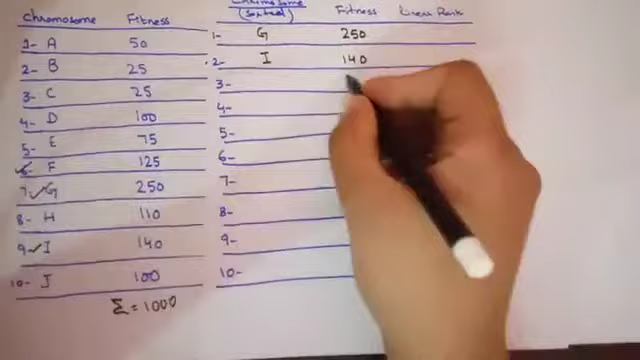 Chromosome Fitness
1- A 50
2- B 25
3- C 25
4- D 100
5- E 75
6- F 125
7- G 250
8- H 110
9- I 140
10- J 100
Σ = 1000
Chromosome (Sorted) Fitness Linear Rank
1- G 250
2- I 140
3-
4-
5-
6-
7-
8-
9-
10-